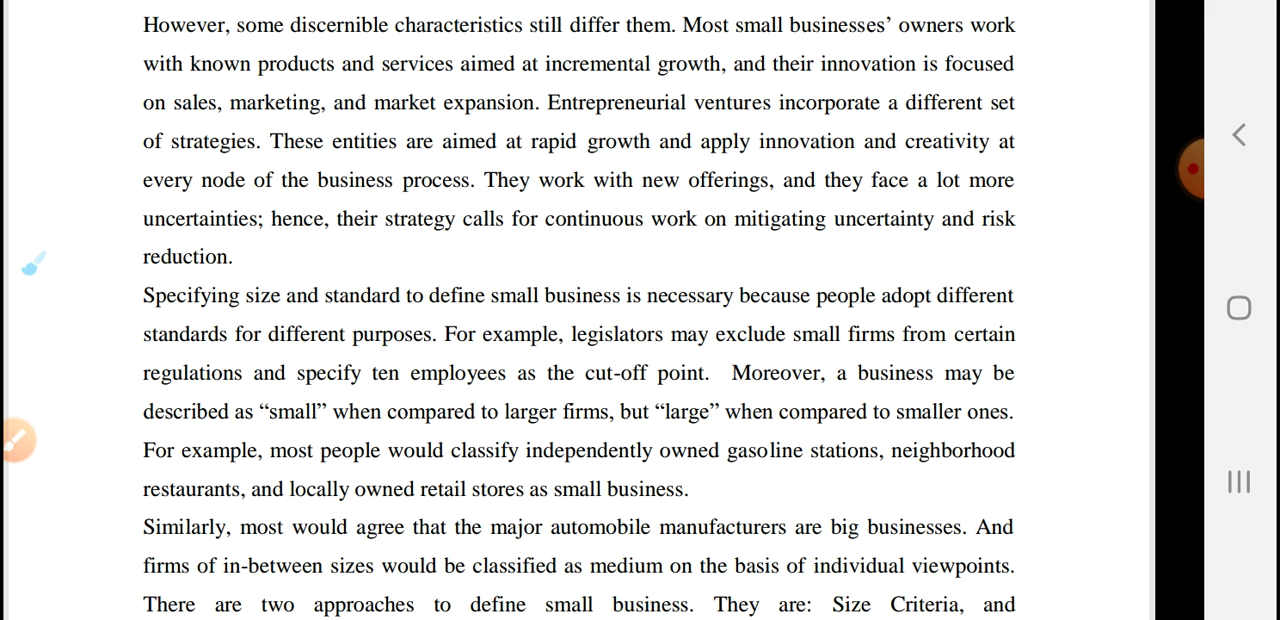 However, some discernible characteristics still differ them. Most small businesses’ owners work
with known products and services aimed at incremental growth, and their innovation is focused
on sales, marketing, and market expansion. Entrepreneurial ventures incorporate a different set
of strategies. These entities are aimed at rapid growth and apply innovation and creativity at
every node of the business process. They work with new offerings, and they face a lot more
uncertainties; hence, their strategy calls for continuous work on mitigating uncertainty and risk
reduction.
Specifying size and standard to define small business is necessary because people adopt different
standards for different purposes. For example, legislators may exclude small firms from certain
regulations and specify ten employees as the cut-off point. Moreover, a business may be
described as “small” when compared to larger firms, but “large” when compared to smaller ones.
For example, most people would classify independently owned gasoline stations, neighborhood
restaurants, and locally owned retail stores as small business.
Similarly, most would agree that the major automobile manufacturers are big businesses. And
firms of in-between sizes would be classified as medium on the basis of individual viewpoints.
There are two approaches to define small business. They are: Size Criteria, and